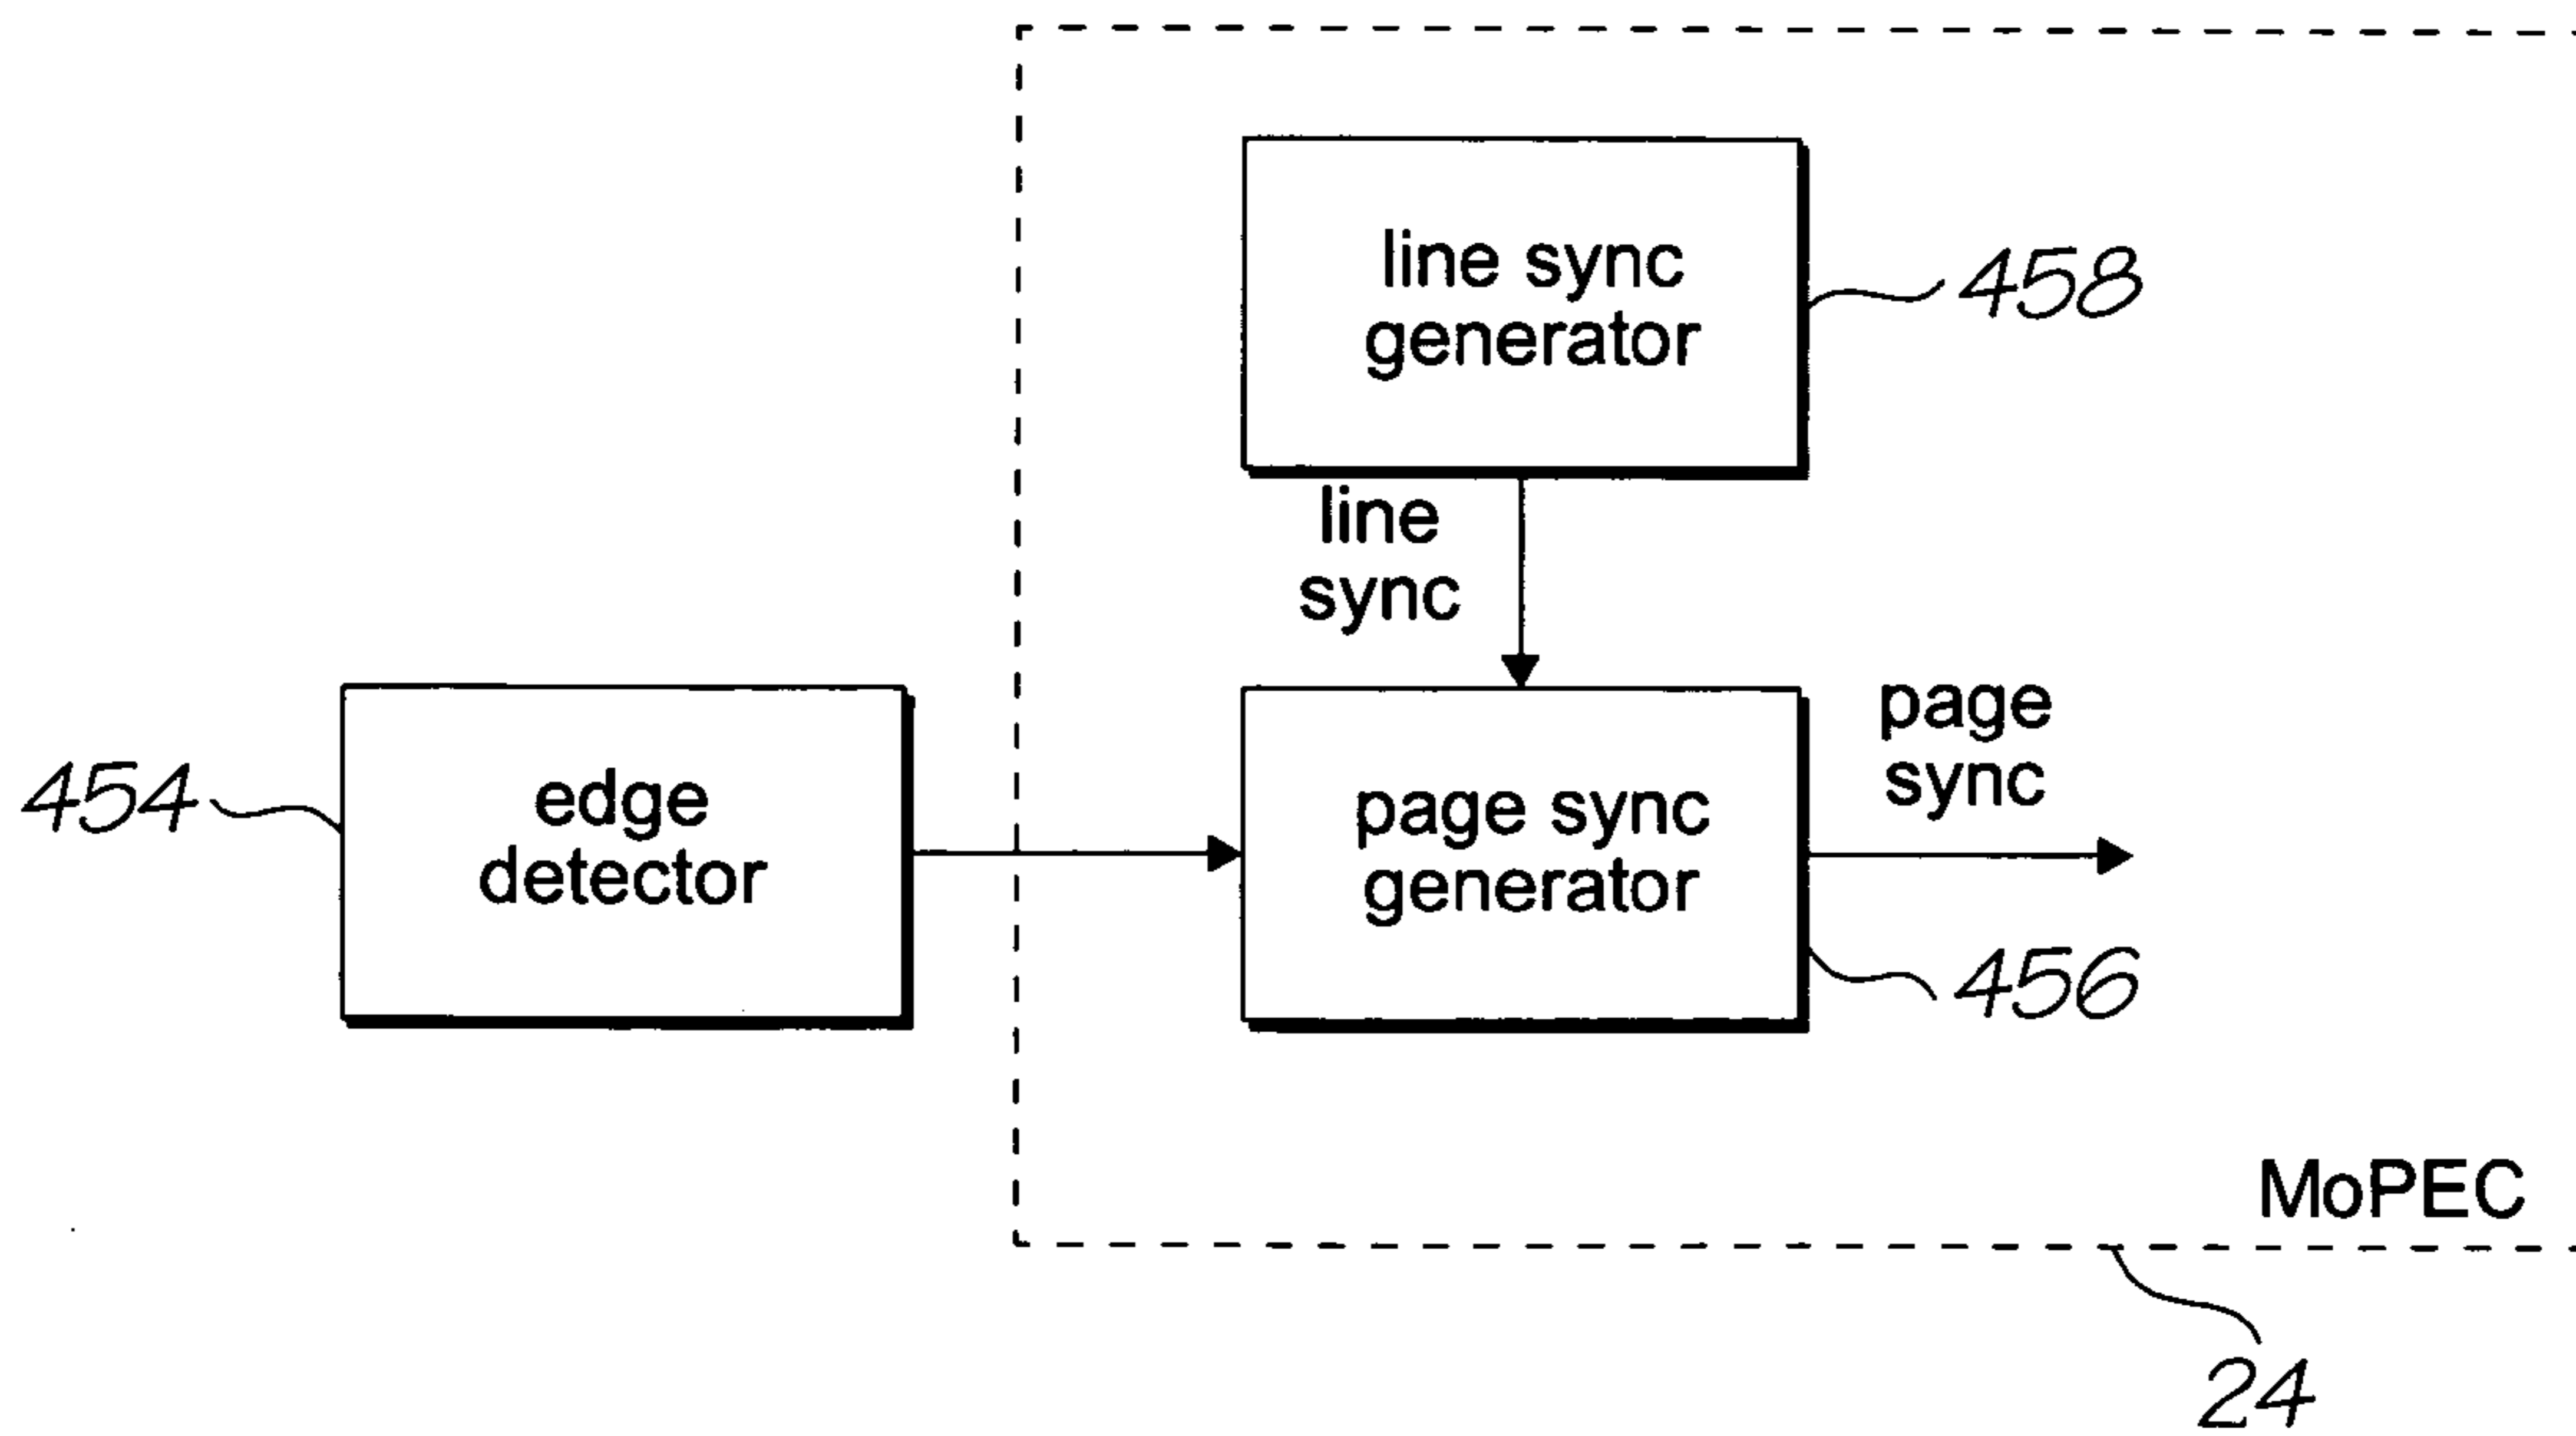 line sync
generator
458
line
sync
page
sync
454
edge
detector
page sync
generator
456
MoPEC
24